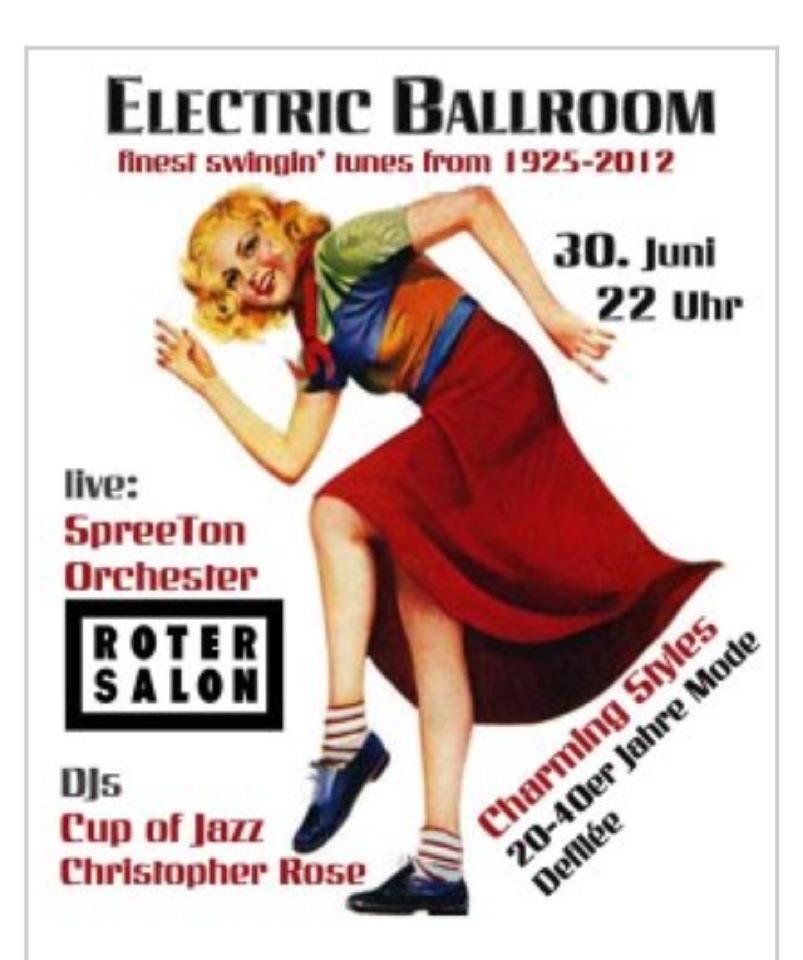 Electric Ballroom
finest swingin' tunes from 1925-2012
30. Juni
22 Uhr
live:
SpreeTon
Orchester
ROTER
SALON
DJs
Cup of Jazz
Christopher Rose
Charming Styles
20-40er Jahre Mode
Defilée